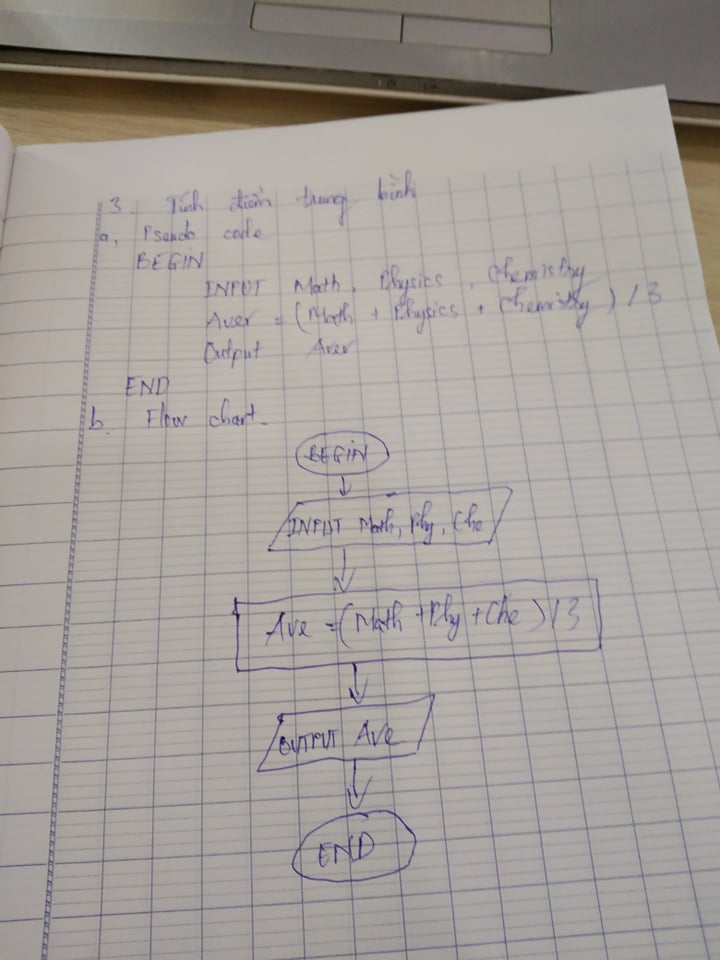 3. Tính điểm trung bình
a, Pseudo code
BEGIN
INPUT Math, Physics, Chemistry
Aver = (Math + Physics + Chemistry) / 3
Output Aver
END
b. Flow chart.
BEGIN
INPUT Math, Phy, Che
Ave = (Math + Phy + Che) / 3
OUTPUT Ave
END